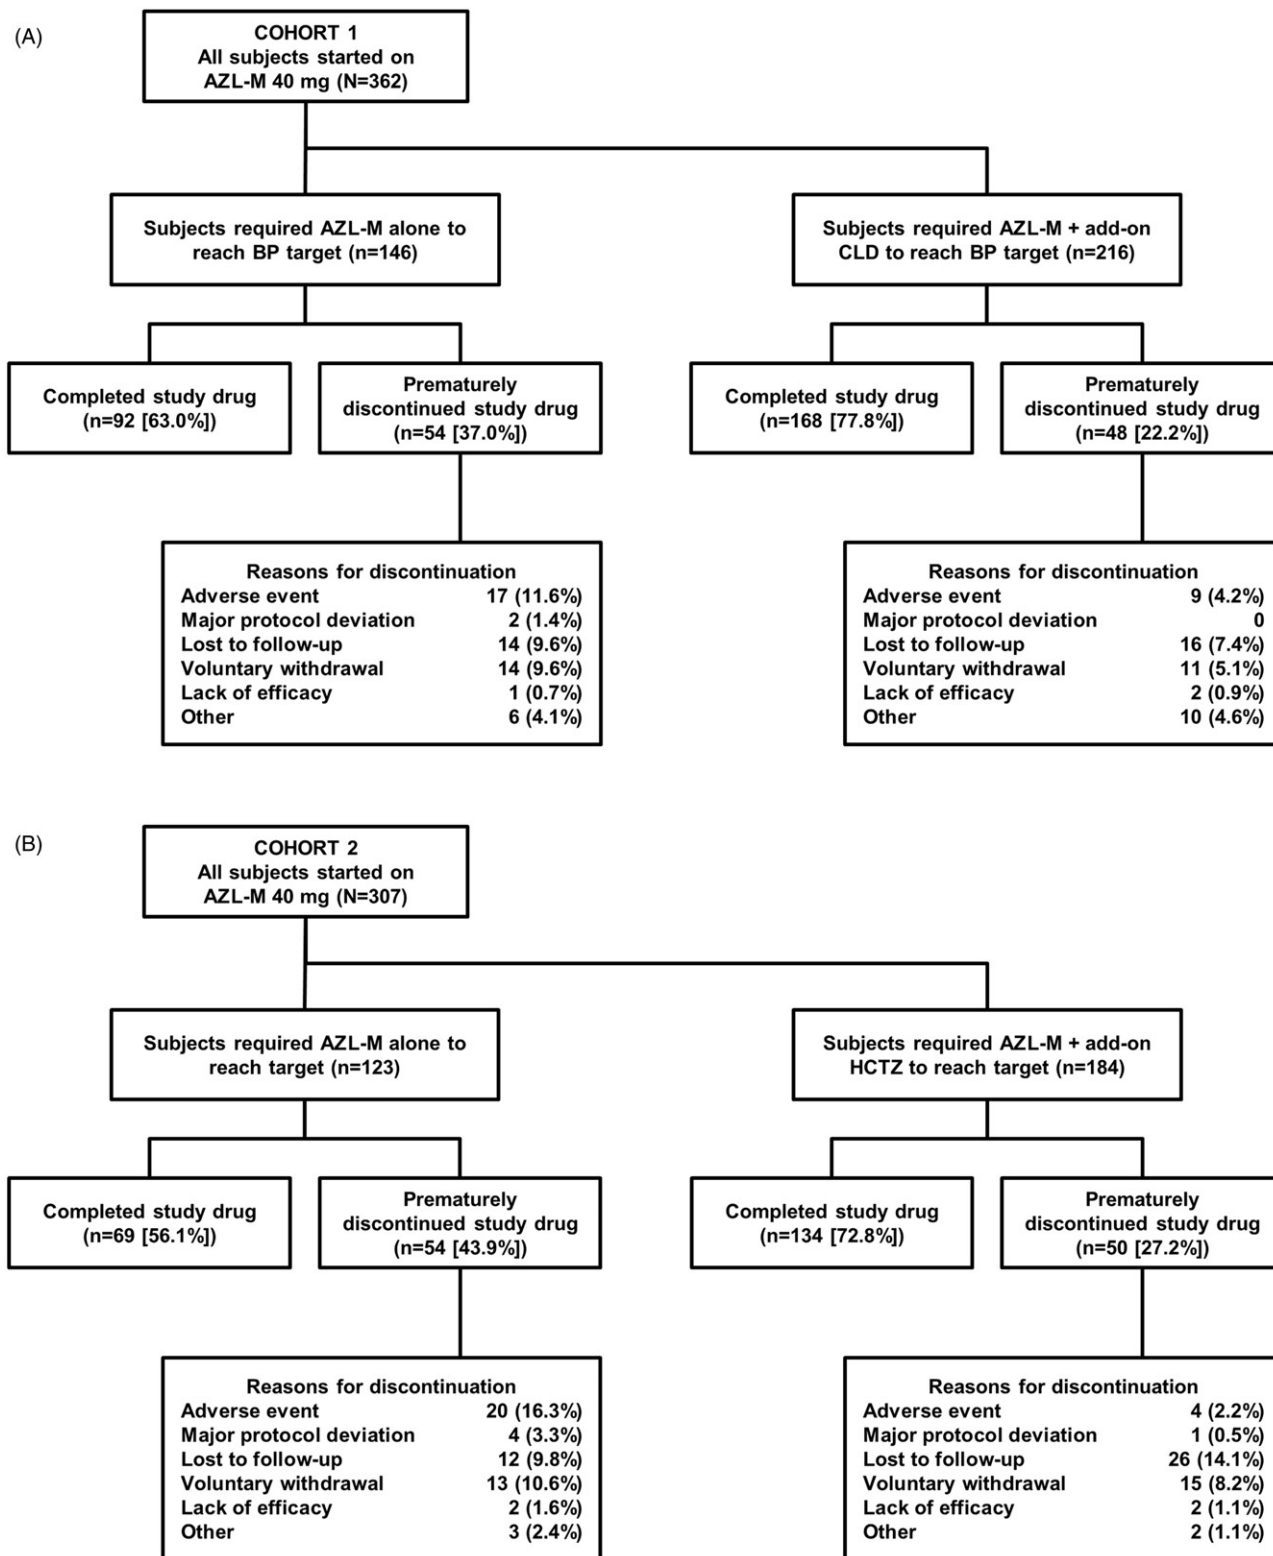 (A)
COHORT 1
All subjects started on
AZL-M 40 mg (N=362)
Subjects required AZL-M alone to
reach BP target (n=146)
Subjects required AZL-M + add-on
CLD to reach BP target (n=216)
Completed study drug
(n=92 [63.0%])
Prematurely
discontinued study drug
(n=54 [37.0%])
Completed study drug
(n=168 [77.8%])
Prematurely
discontinued study drug
(n=48 [22.2%])
Reasons for discontinuation
Adverse event 17 (11.6%)
Major protocol deviation 2 (1.4%)
Lost to follow-up 14 (9.6%)
Voluntary withdrawal 14 (9.6%)
Lack of efficacy 1 (0.7%)
Other 6 (4.1%)
Reasons for discontinuation
Adverse event 9 (4.2%)
Major protocol deviation 0
Lost to follow-up 16 (7.4%)
Voluntary withdrawal 11 (5.1%)
Lack of efficacy 2 (0.9%)
Other 10 (4.6%)
(B)
COHORT 2
All subjects started on
AZL-M 40 mg (N=307)
Subjects required AZL-M alone to
reach target (n=123)
Subjects required AZL-M + add-on
HCTZ to reach target (n=184)
Completed study drug
(n=69 [56.1%])
Prematurely
discontinued study drug
(n=54 [43.9%])
Completed study drug
(n=134 [72.8%])
Prematurely
discontinued study drug
(n=50 [27.2%])
Reasons for discontinuation
Adverse event 20 (16.3%)
Major protocol deviation 4 (3.3%)
Lost to follow-up 12 (9.8%)
Voluntary withdrawal 13 (10.6%)
Lack of efficacy 2 (1.6%)
Other 3 (2.4%)
Reasons for discontinuation
Adverse event 4 (2.2%)
Major protocol deviation 1 (0.5%)
Lost to follow-up 26 (14.1%)
Voluntary withdrawal 15 (8.2%)
Lack of efficacy 2 (1.1%)
Other 2 (1.1%)